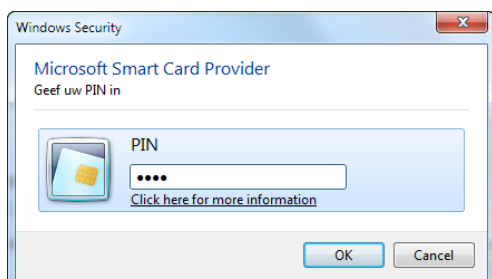 Windows Security
Microsoft Smart Card Provider
Geef uw PIN in
PIN
••••
Click here for more information
OK
Cancel